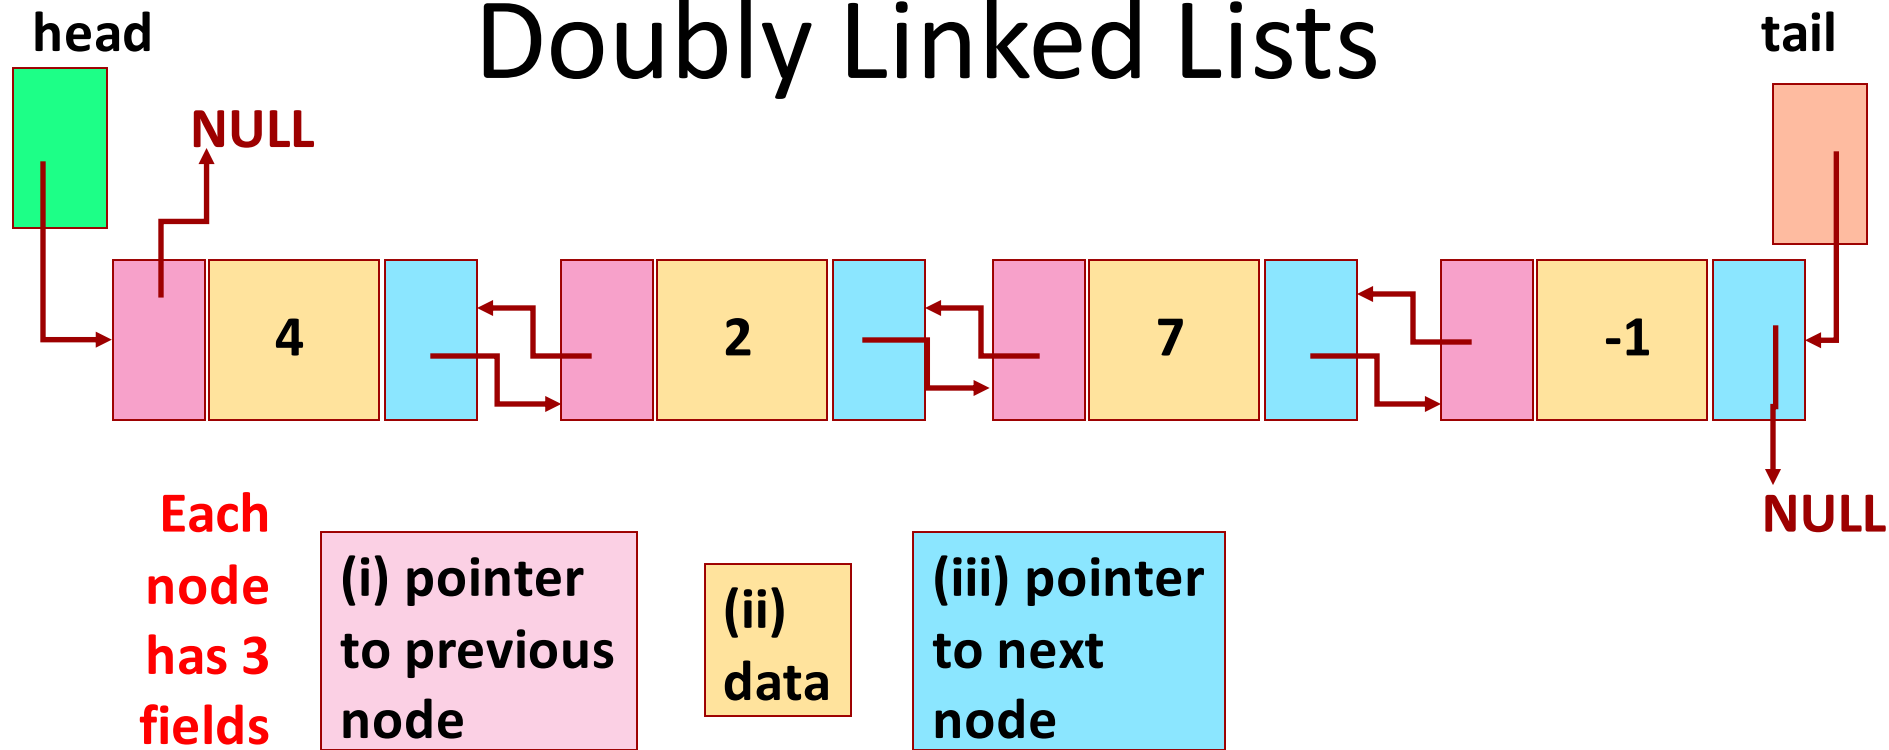 Doubly Linked Lists
head
tail
NULL
4
2
7
-1
NULL
Each
node
has 3
fields
(i) pointer
to previous
node
(ii)
data
(iii) pointer
to next
node